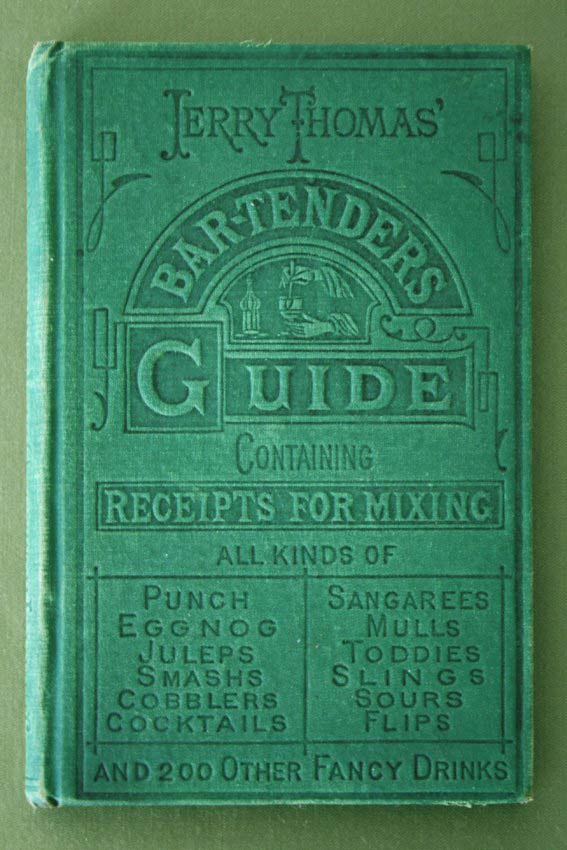 JERRY THOMAS'
BAR-TENDERS
GUIDE
CONTAINING
RECEIPTS FOR MIXING
ALL KINDS OF
PUNCH
EGGNOG
JULEPS
SMASHS
COBBLERS
COCKTAILS
SANGAREES
MULLS
TODDIES
SLINGS
SOURS
FLIPS
AND 200 OTHER FANCY DRINKS